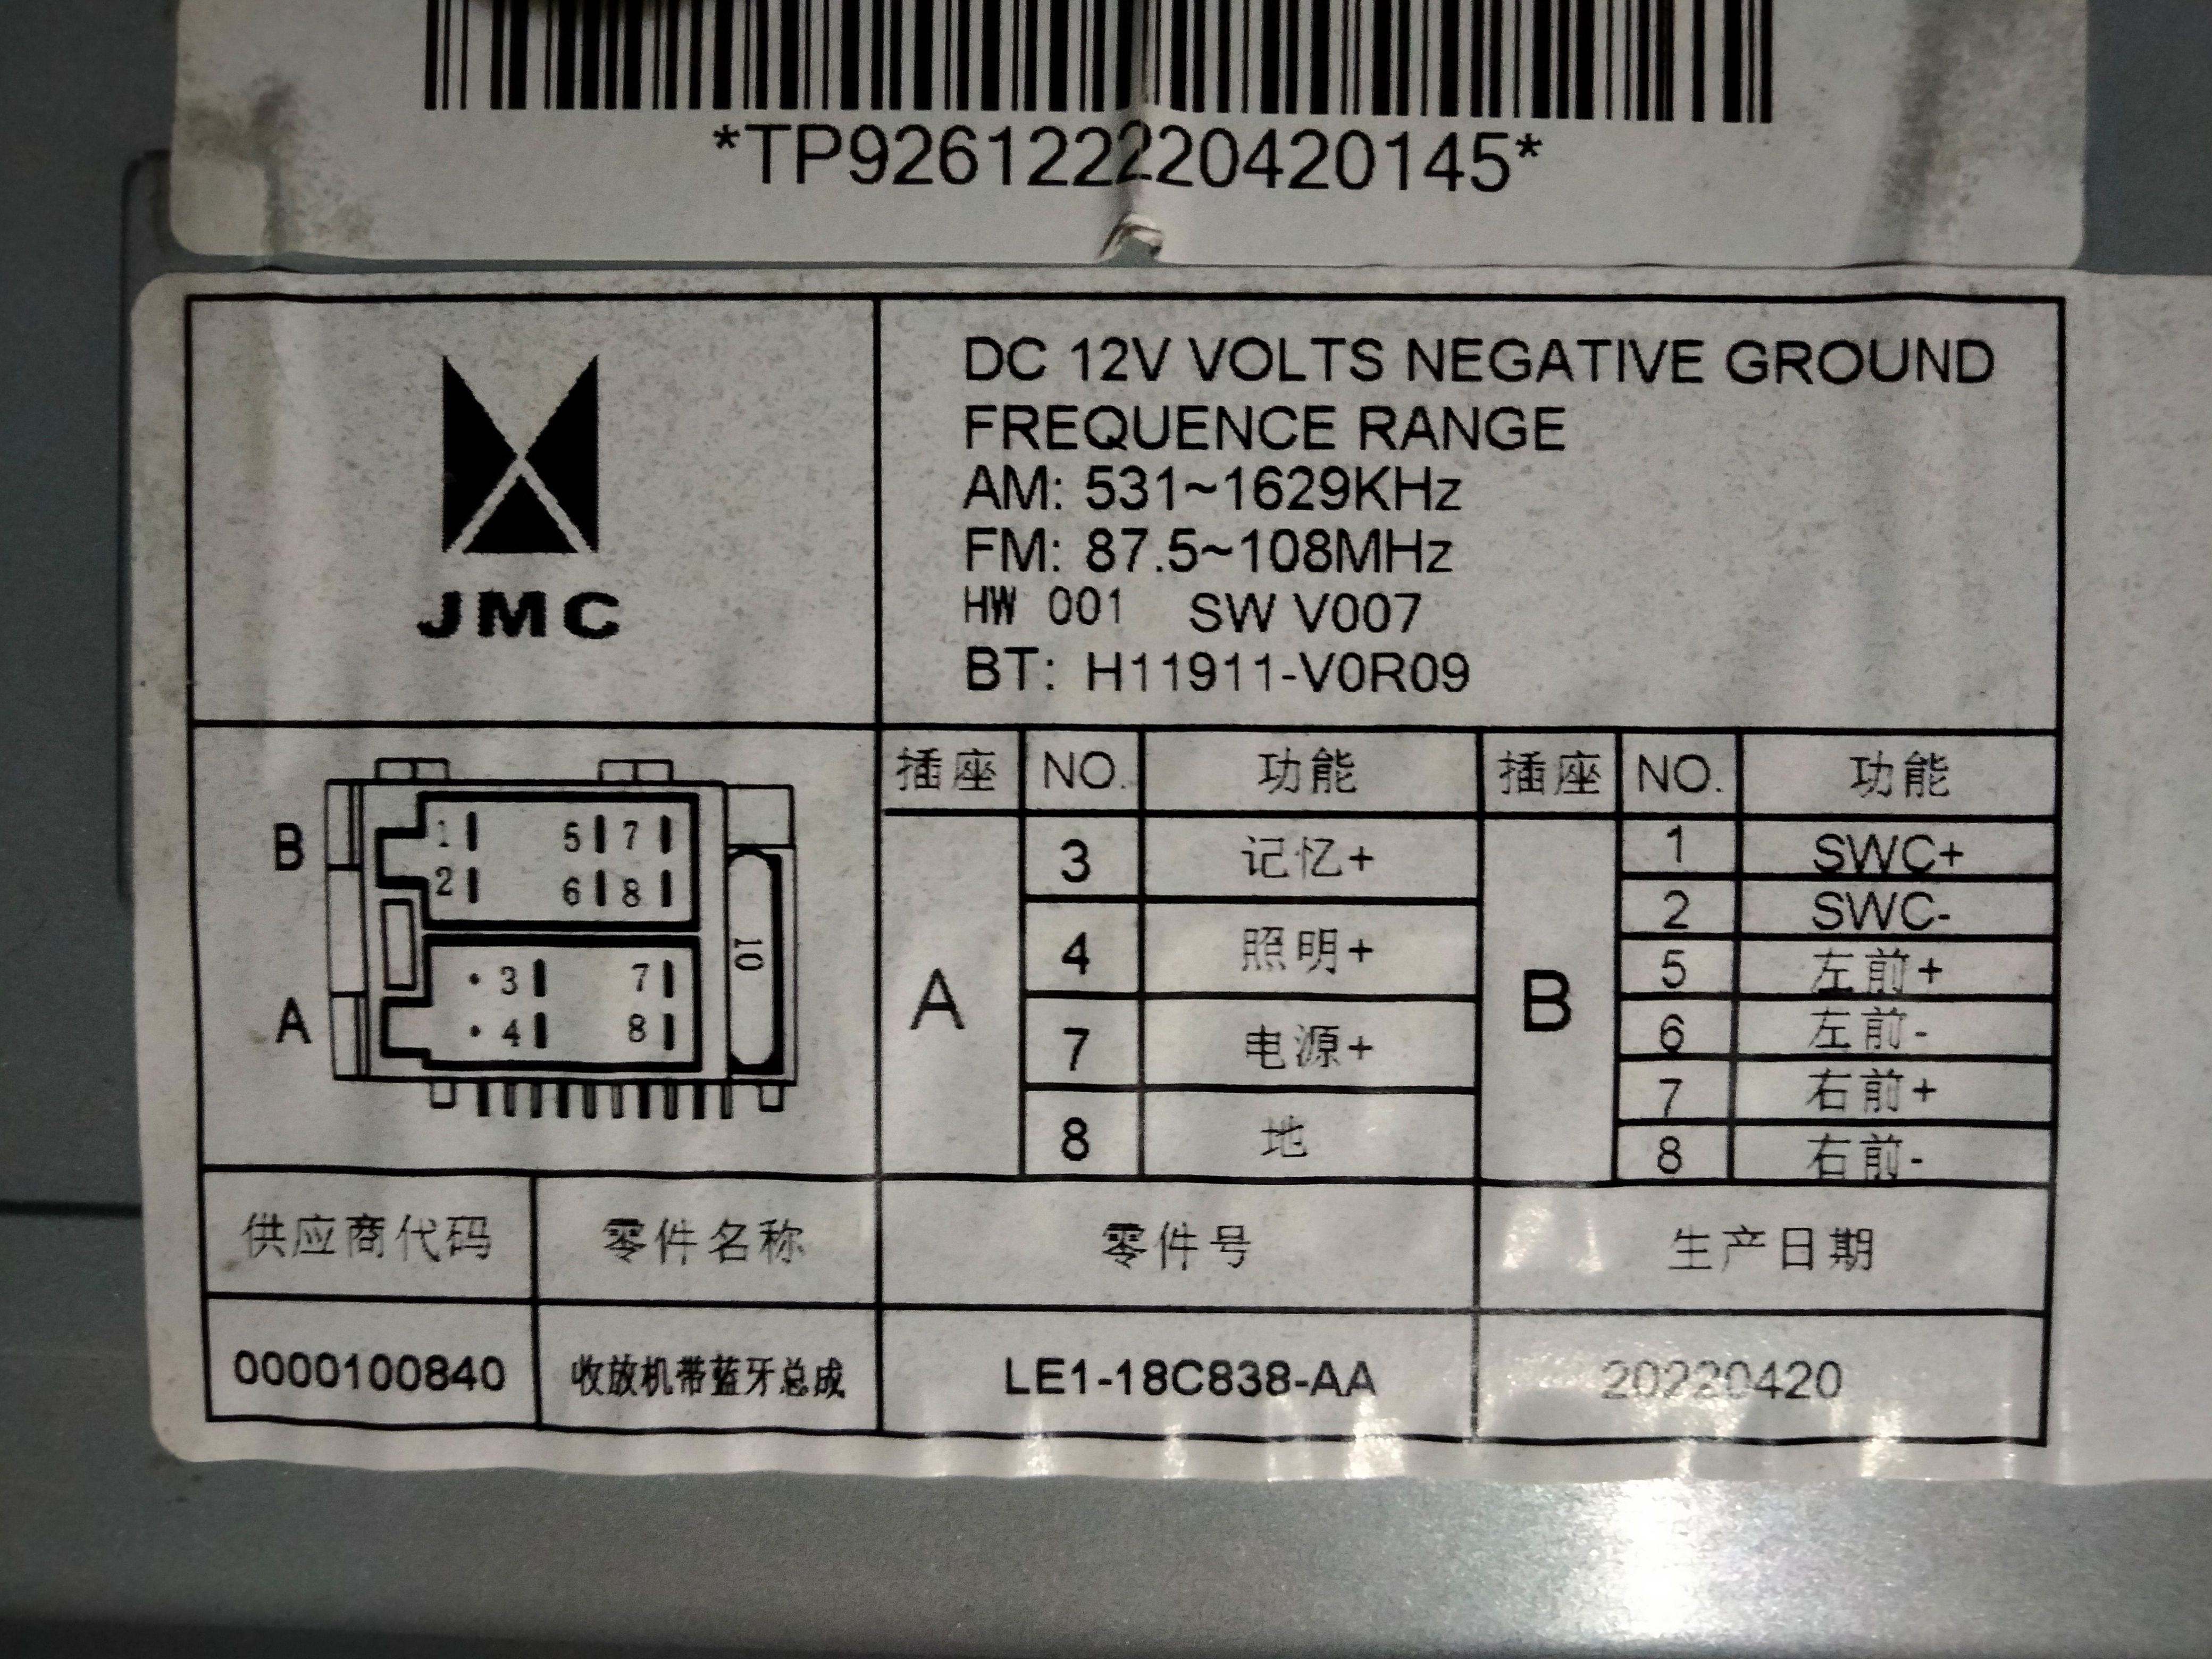 *TP926122220420145*
JMC
DC 12V VOLTS NEGATIVE GROUND
FREQUENCE RANGE
AM: 531~1629KHz
FM: 87.5~108MHz
HW 001 SW V007
BT: H11911-V0R09
B
1 5 7
2 6 8
A
3 7
4 8
10
插座 NO. 功能 插座 NO. 功能
A
3 记忆+
4 照明+
7 电源+
8 地
B
1 SWC+
2 SWC-
5 左前+
6 左前-
7 右前+
8 右前-
供应商代码 零件名称 零件号 生产日期
0000100840 收放机带蓝牙总成 LE1-18C838-AA 20220420